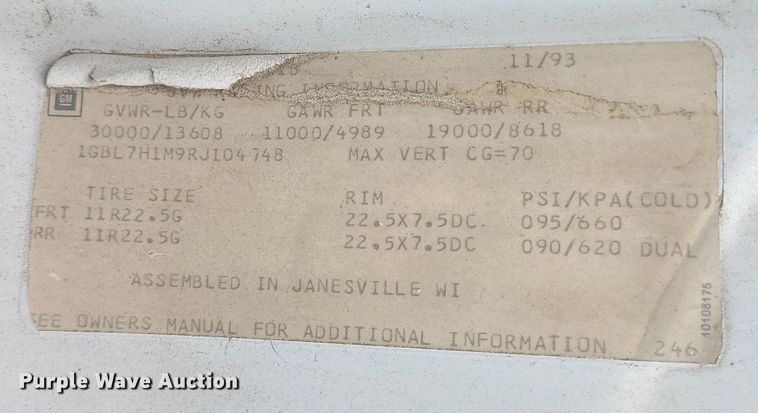 11/93
INFORMATION
GM
GVWR-LB/KG GAWR FRT GAWR RR
30000/13608 11000/4989 19000/8618
1GBL7H1M9RJ104748 MAX VERT CG=70
TIRE SIZE RIM PSI/KPA(COLD)
FRT 11R22.5G 22.5X7.5DC 095/660
RR 11R22.5G 22.5X7.5DC 090/620 DUAL
ASSEMBLED IN JANESVILLE WI
SEE OWNERS MANUAL FOR ADDITIONAL INFORMATION 246
10108175
Purple Wave Auction